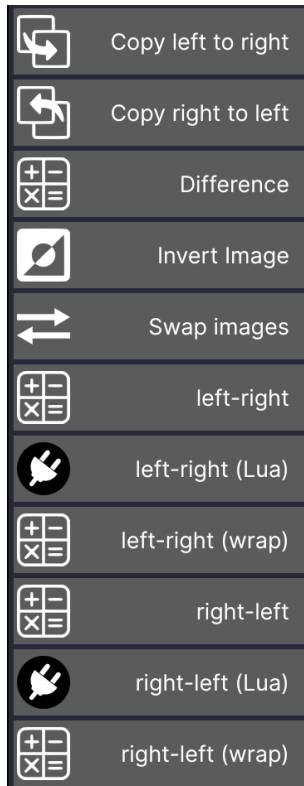 Copy left to right
Copy right to left
Difference
Invert Image
Swap images
left-right
left-right (Lua)
left-right (wrap)
right-left
right-left (Lua)
right-left (wrap)